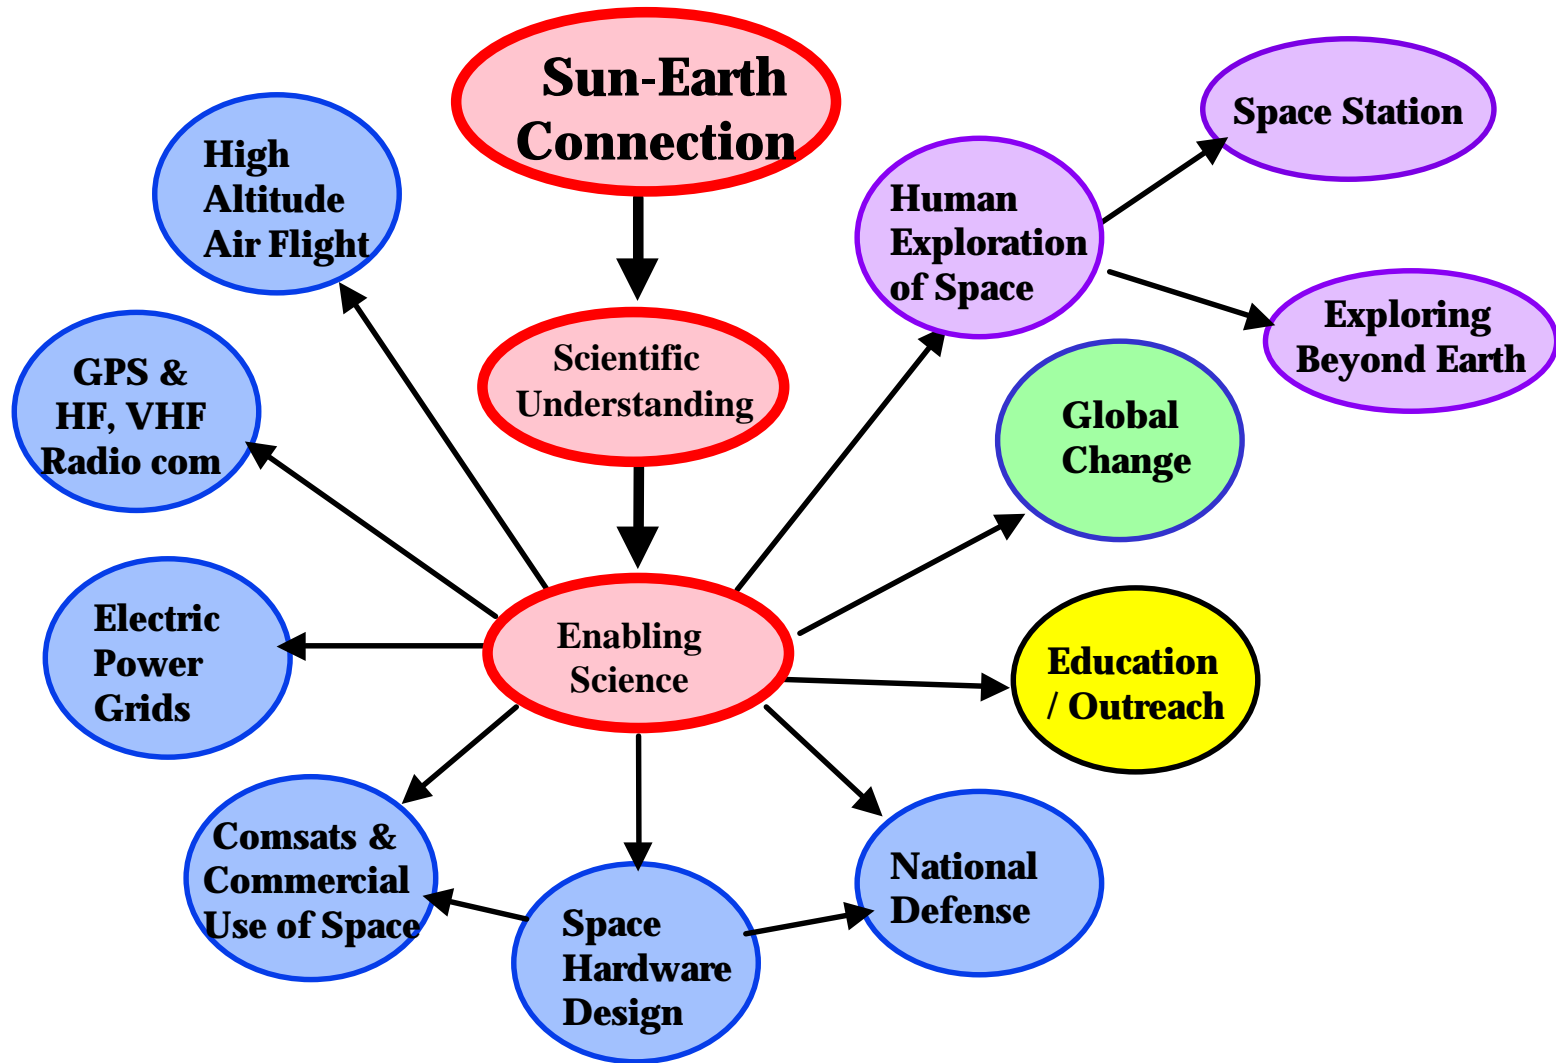 Sun-Earth
Connection
High
Altitude
Air Flight
Space Station
Human
Exploration
of Space
GPS &
HF, VHF
Radio com
Scientific
Understanding
Exploring
Beyond Earth
Global
Change
Electric
Power
Grids
Enabling
Science
Education
/ Outreach
Comsats &
Commercial
Use of Space
Space
Hardware
Design
National
Defense